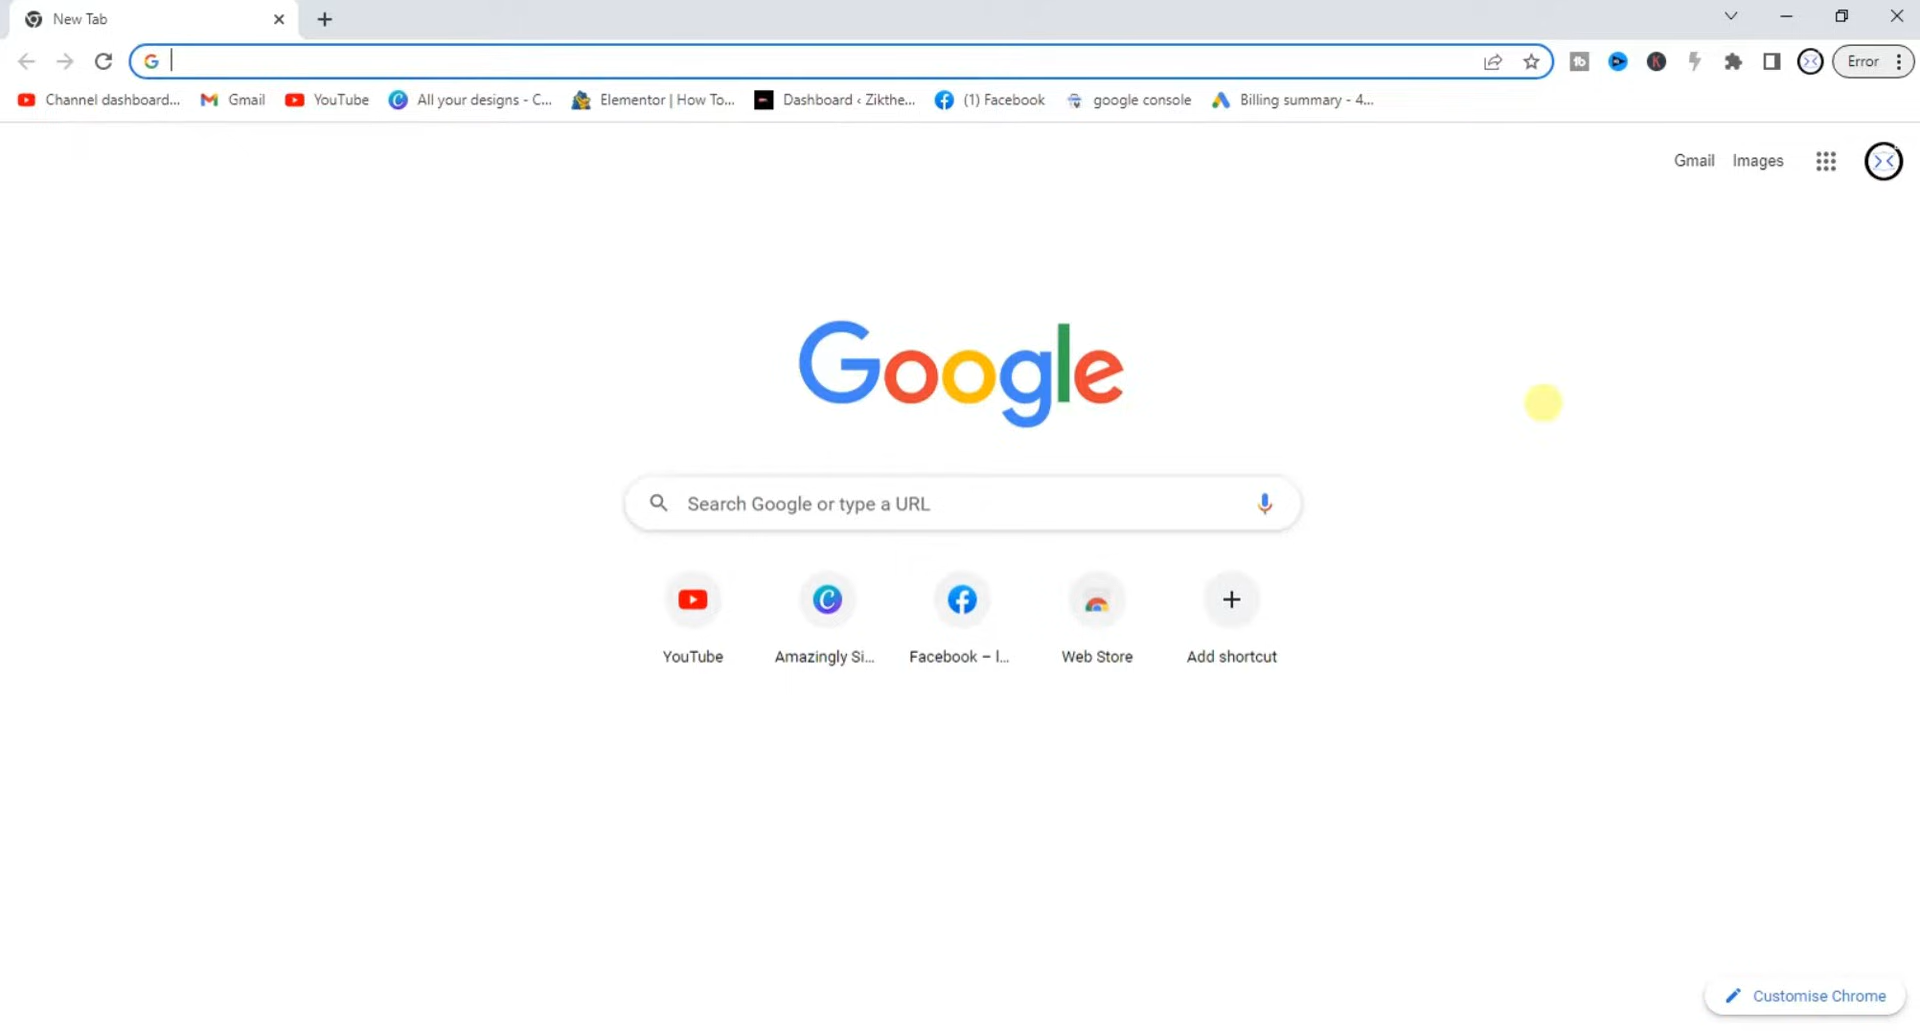 New Tab
Error
Channel dashboard... Gmail YouTube All your designs - C... Elementor | How To... Dashboard ‹ Zikthe... (1) Facebook google console Billing summary - 4...
Gmail Images
Google
Search Google or type a URL
YouTube Amazingly Si... Facebook – l... Web Store Add shortcut
Customise Chrome